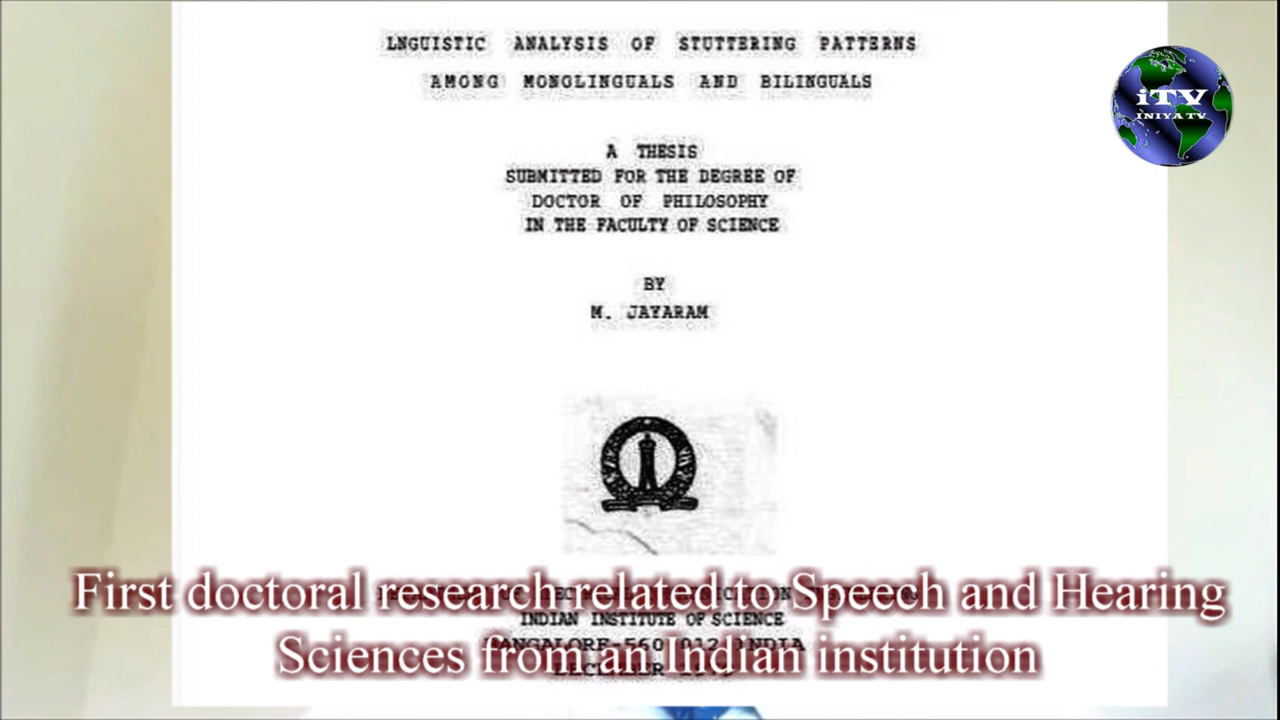 LNGUISTIC ANALYSIS OF STUTTERING PATTERNS
AMONG MONOLINGUALS AND BILINGUALS
iTV
INIYA TV
A THESIS
SUBMITTED FOR THE DEGREE OF
DOCTOR OF PHILOSOPHY
IN THE FACULTY OF SCIENCE
BY
M. JAYARAM
First doctoral research related to Speech and Hearing
INDIAN INSTITUTE OF SCIENCE
Sciences from an Indian institution